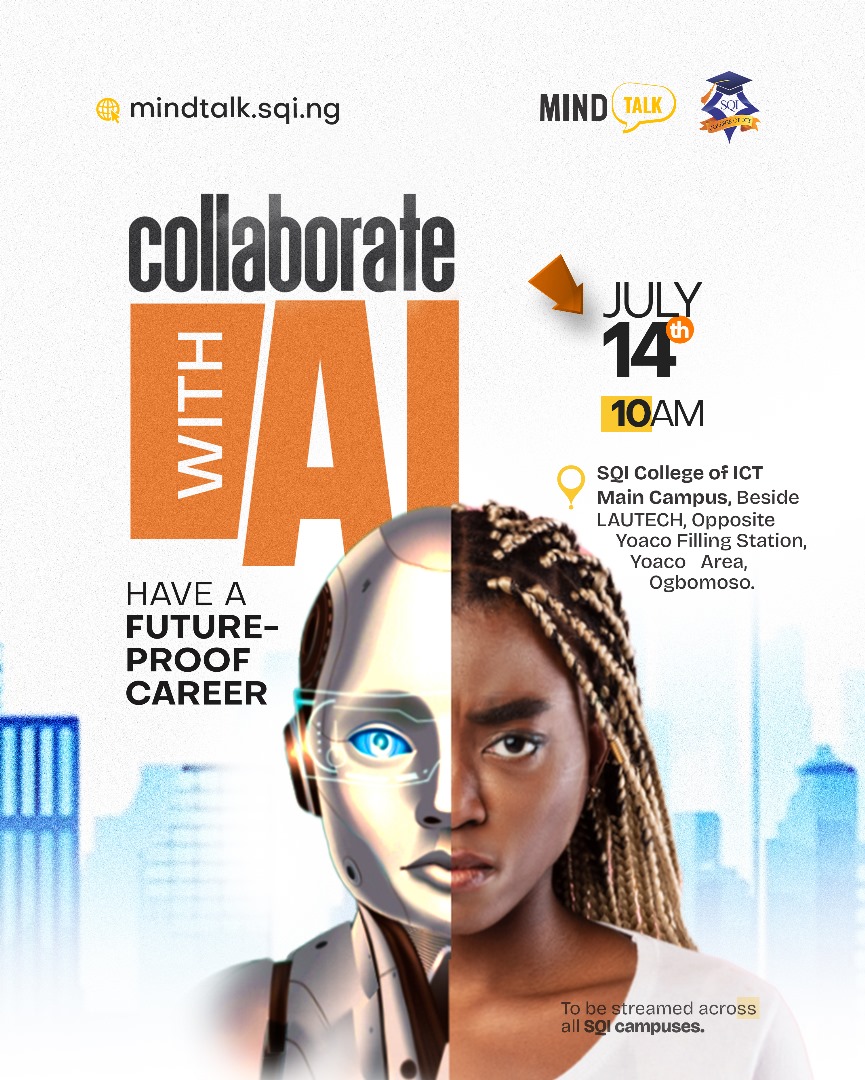 mindtalk.sqi.ng
MIND TALK
SQI
collaborate
WITH AI
HAVE A
FUTURE-
PROOF
CAREER
JULY
14th
10AM
SQI College of ICT
Main Campus, Beside
LAUTECH, Opposite
Yoaco Filling Station,
Yoaco Area,
Ogbomoso.
To be streamed across
all SQI campuses.